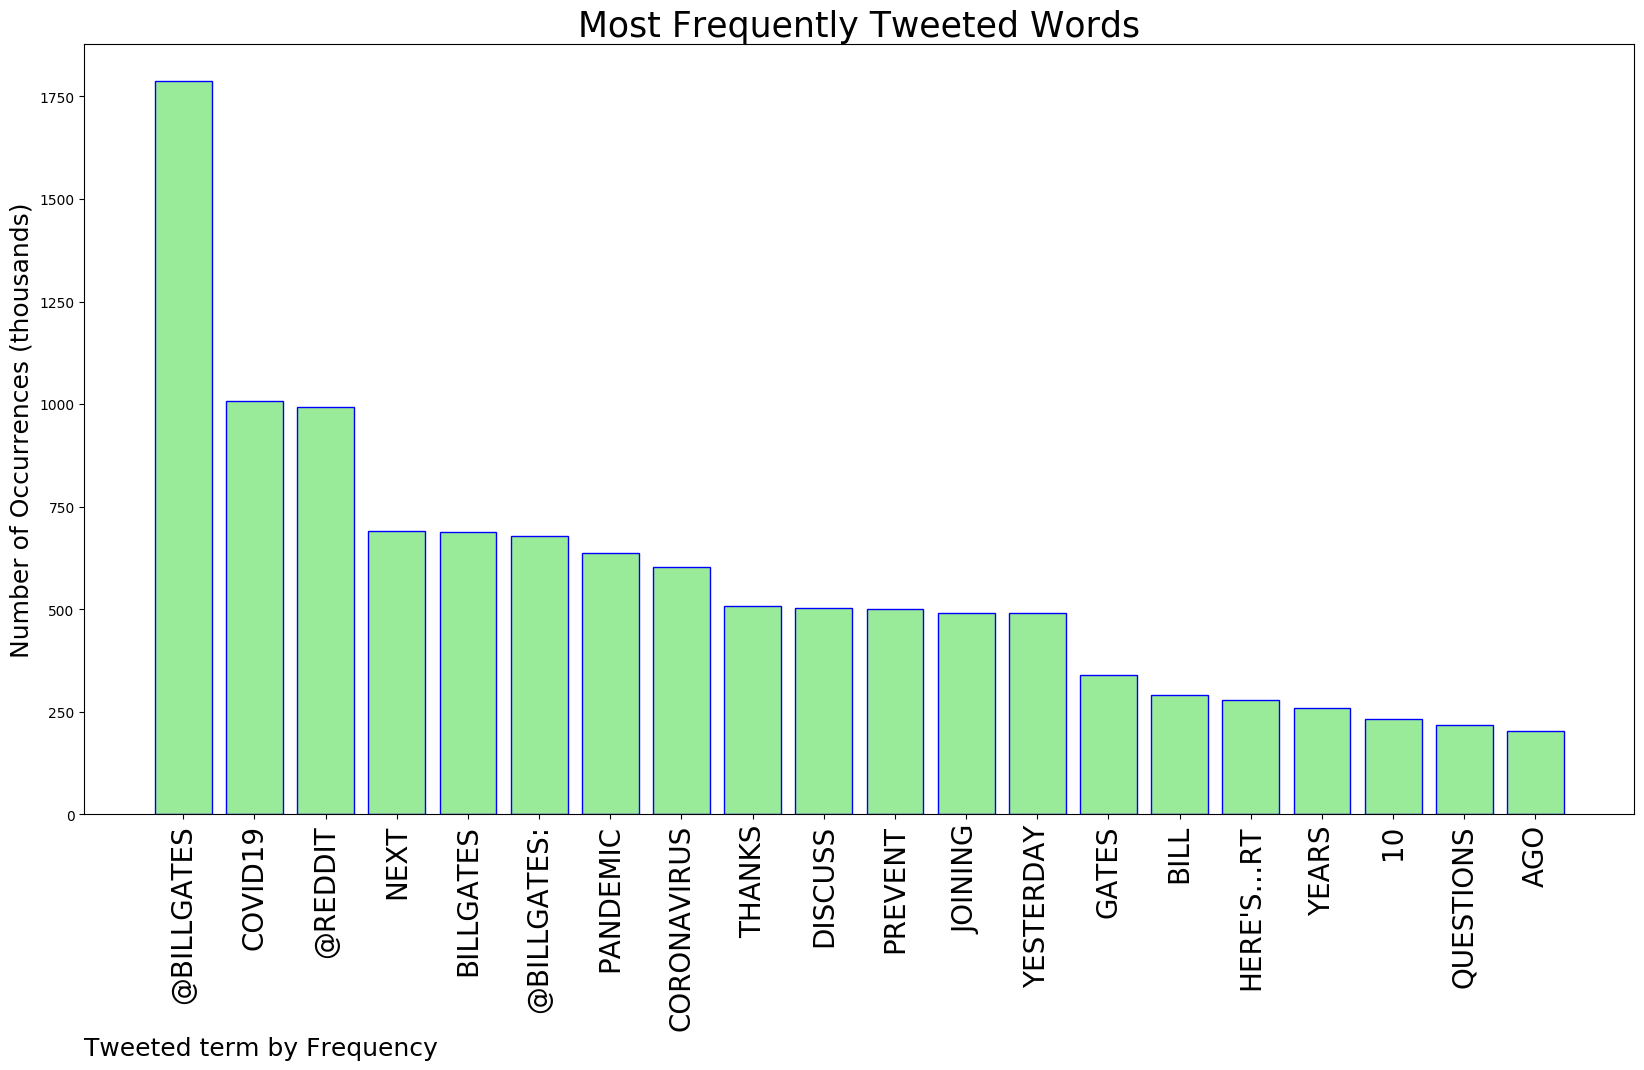 Most Frequently Tweeted Words
Number of Occurrences (thousands)
1750
1500
1250
1000
750
500
250
0
@BILLGATES
COVID19
@REDDIT
NEXT
BILLGATES
@BILLGATES:
PANDEMIC
CORONAVIRUS
THANKS
DISCUSS
PREVENT
JOINING
YESTERDAY
GATES
BILL
HERE'S...RT
YEARS
10
QUESTIONS
AGO
Tweeted term by Frequency